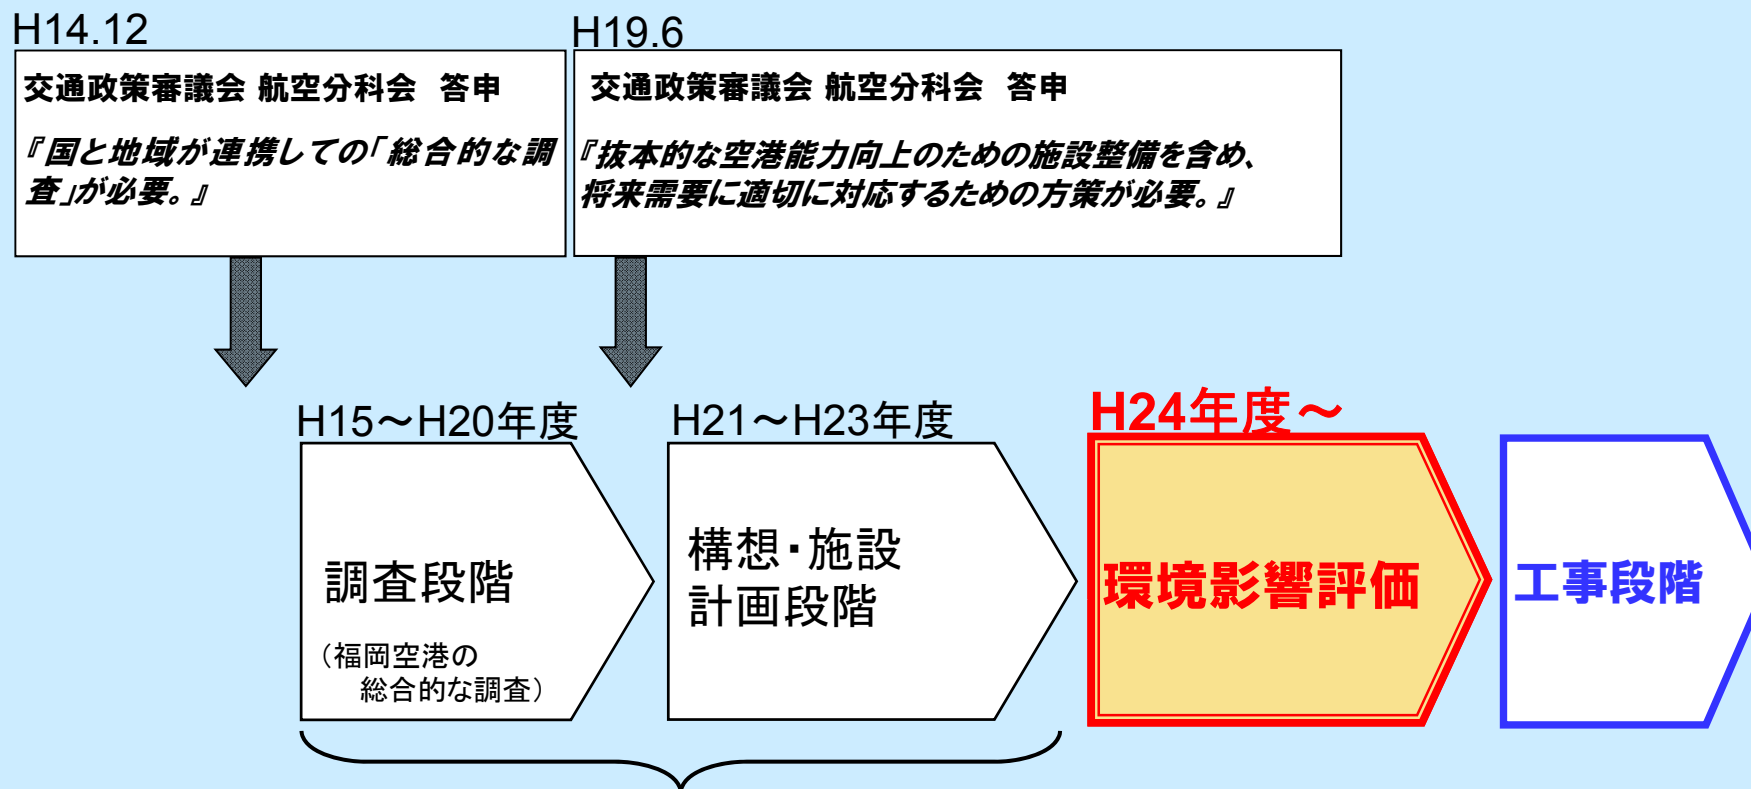 H14.12
交通政策審議会 航空分科会　答申
『国と地域が連携しての「総合的な調
査」が必要。』
H19.6
交通政策審議会 航空分科会　答申
『抜本的な空港能力向上のための施設整備を含め、
将来需要に適切に対応するための方策が必要。』
H15～H20年度
調査段階
（福岡空港の
総合的な調査）
H21～H23年度
構想・施設
計画段階
H24年度～
環境影響評価
工事段階